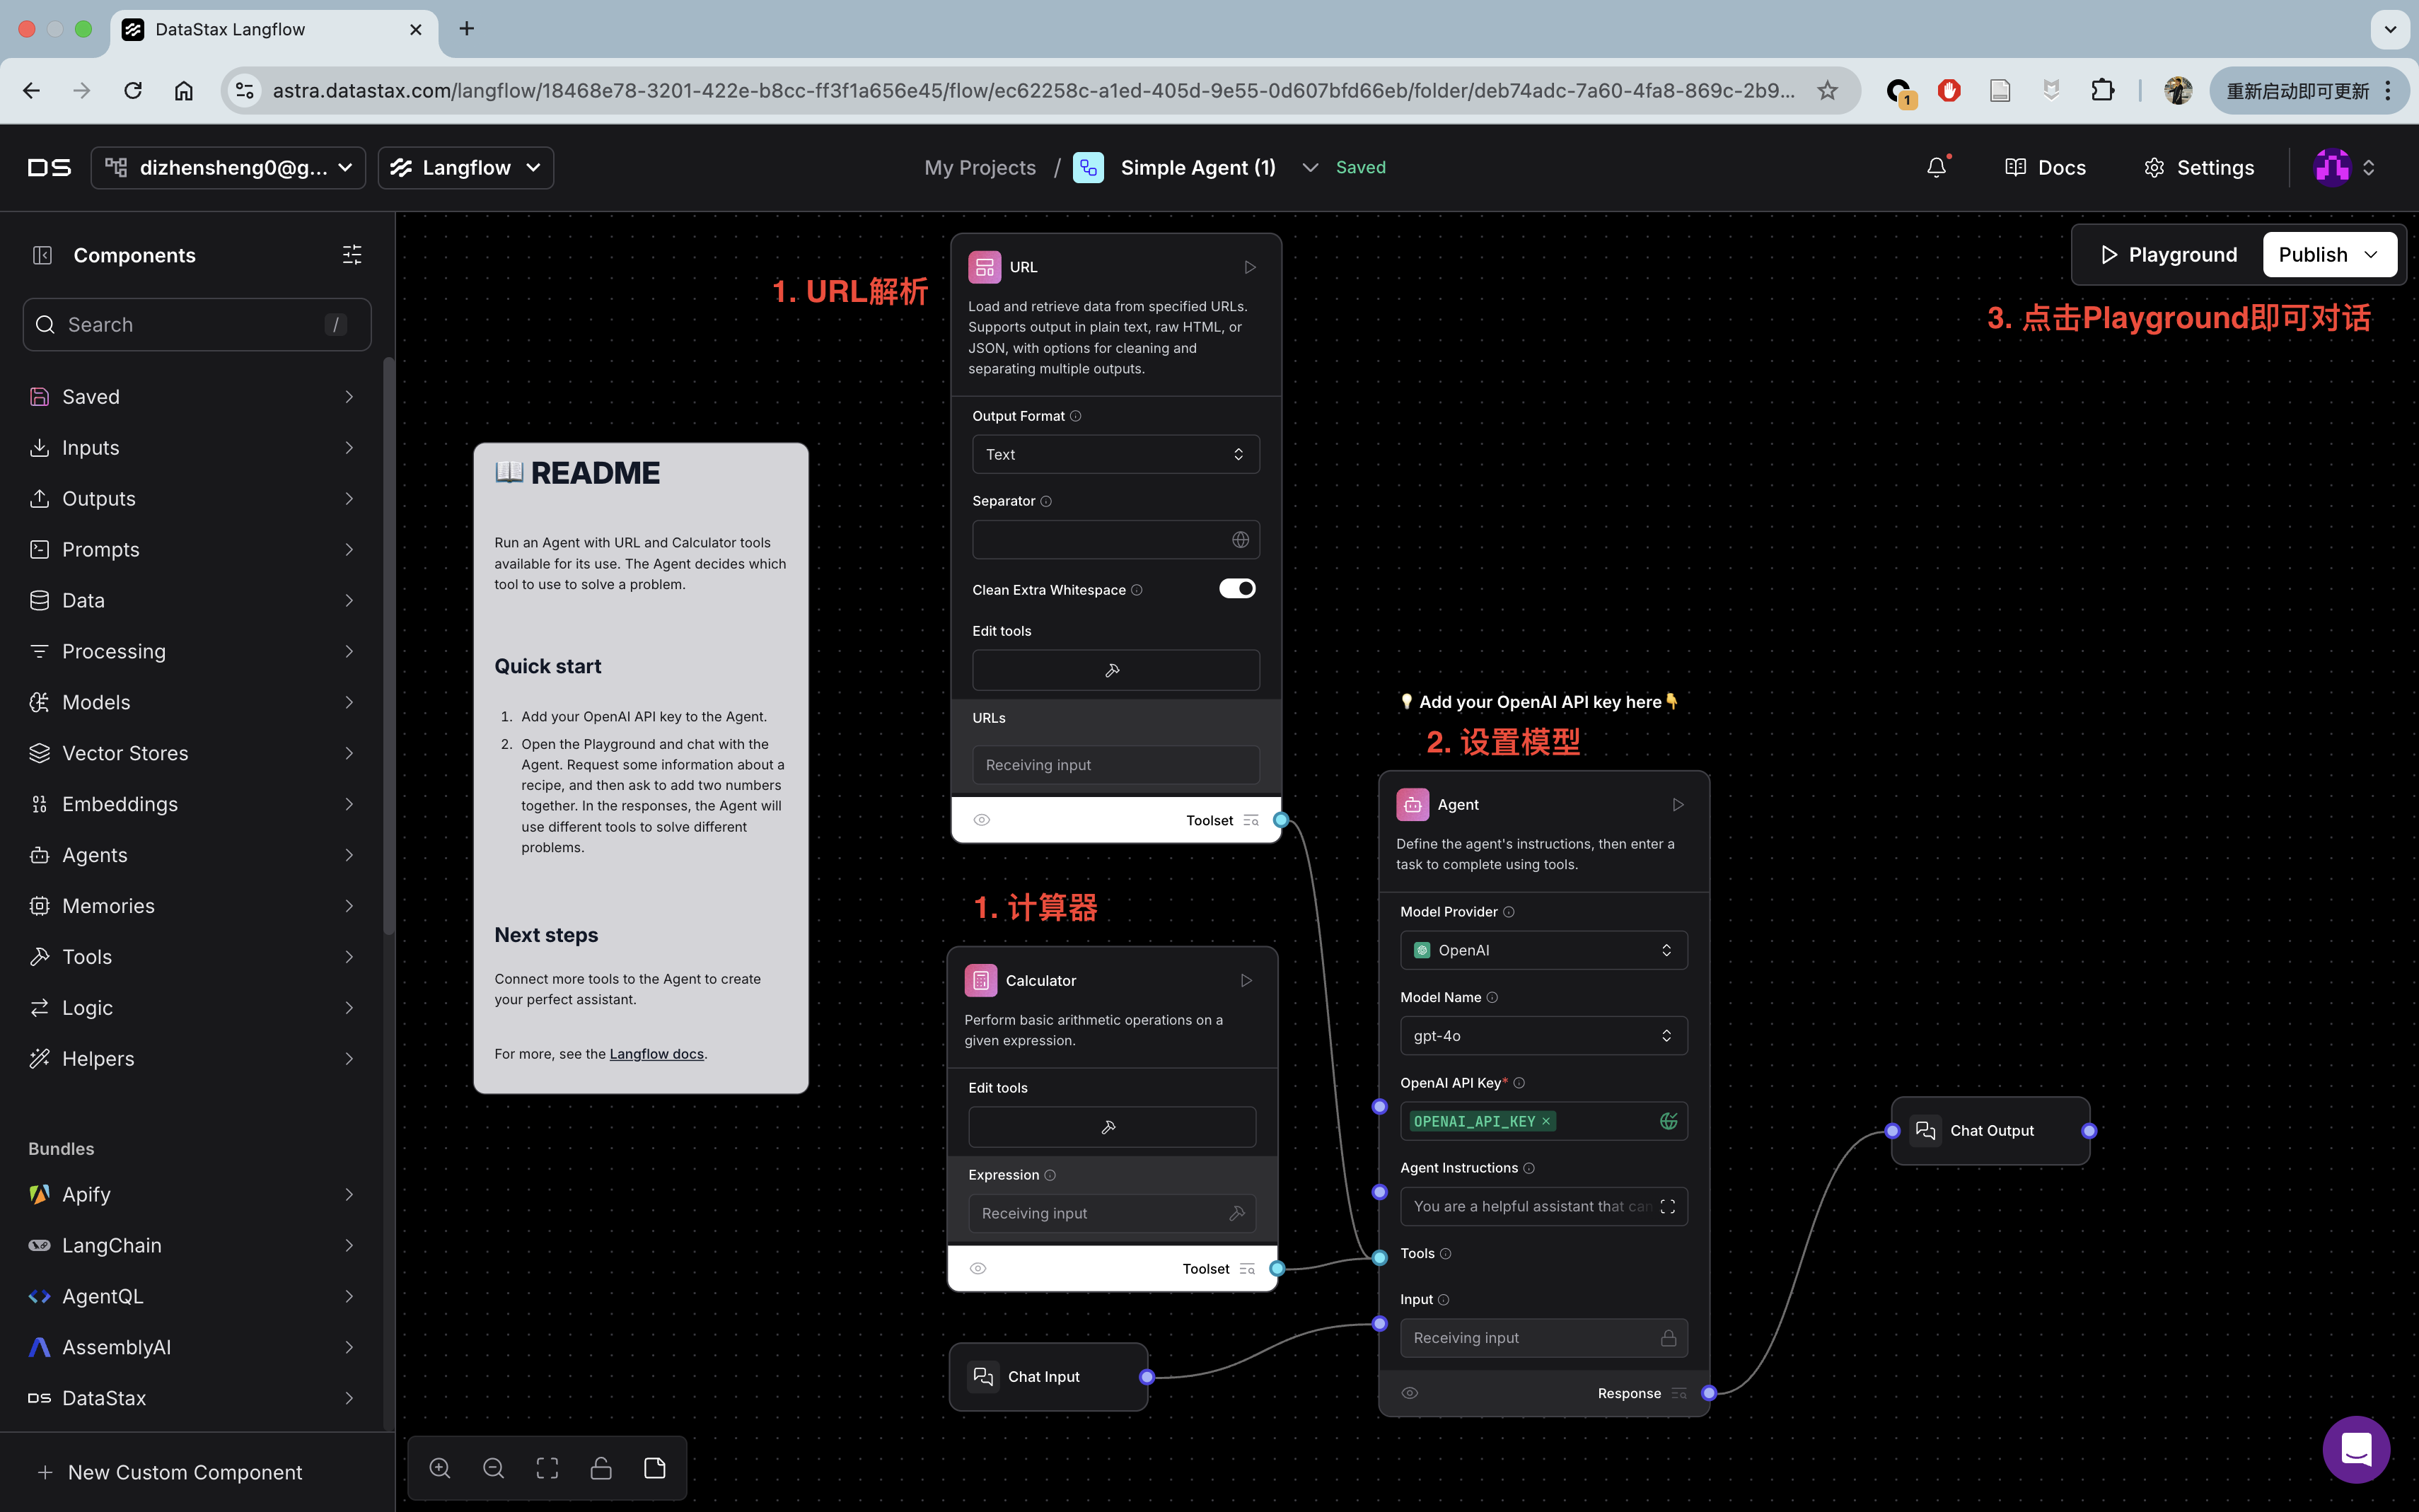 DataStax Langflow
astra.datastax.com/langflow/18468e78-3201-422e-b8cc-ff3f1a656e45/flow/ec62258c-a1ed-405d-9e55-0d607bfd66eb/folder/deb74adc-7a60-4fa8-869c-2b9...
1
重新启动即可更新
DS
dizhensheng0@g...
Langflow
My Projects / Simple Agent (1)
Saved
Docs
Settings
Components
Search /
Saved
Inputs
Outputs
Prompts
Data
Processing
Models
Vector Stores
Embeddings
Agents
Memories
Tools
Logic
Helpers
Bundles
Apify
LangChain
AgentQL
AssemblyAI
DS DataStax
New Custom Component
README
Run an Agent with URL and Calculator tools
available for its use. The Agent decides which
tool to use to solve a problem.
Quick start
1. Add your OpenAI API key to the Agent.
2. Open the Playground and chat with the
Agent. Request some information about a
recipe, and then ask to add two numbers
together. In the responses, the Agent will
use different tools to solve different
problems.
Next steps
Connect more tools to the Agent to create
your perfect assistant.
For more, see the Langflow docs.
1. URL解析
URL
Load and retrieve data from specified URLs.
Supports output in plain text, raw HTML, or
JSON, with options for cleaning and
separating multiple outputs.
Output Format
Text
Separator
Clean Extra Whitespace
Edit tools
URLs
Receiving input
Toolset
1. 计算器
Calculator
Perform basic arithmetic operations on a
given expression.
Edit tools
Expression
Receiving input
Toolset
Chat Input
Add your OpenAI API key here
2. 设置模型
Agent
Define the agent's instructions, then enter a
task to complete using tools.
Model Provider
OpenAI
Model Name
gpt-4o
OpenAI API Key*
OPENAI_API_KEY ×
Agent Instructions
You are a helpful assistant that can
Tools
Input
Receiving input
Response
Chat Output
Playground
Publish
3. 点击Playground即可对话